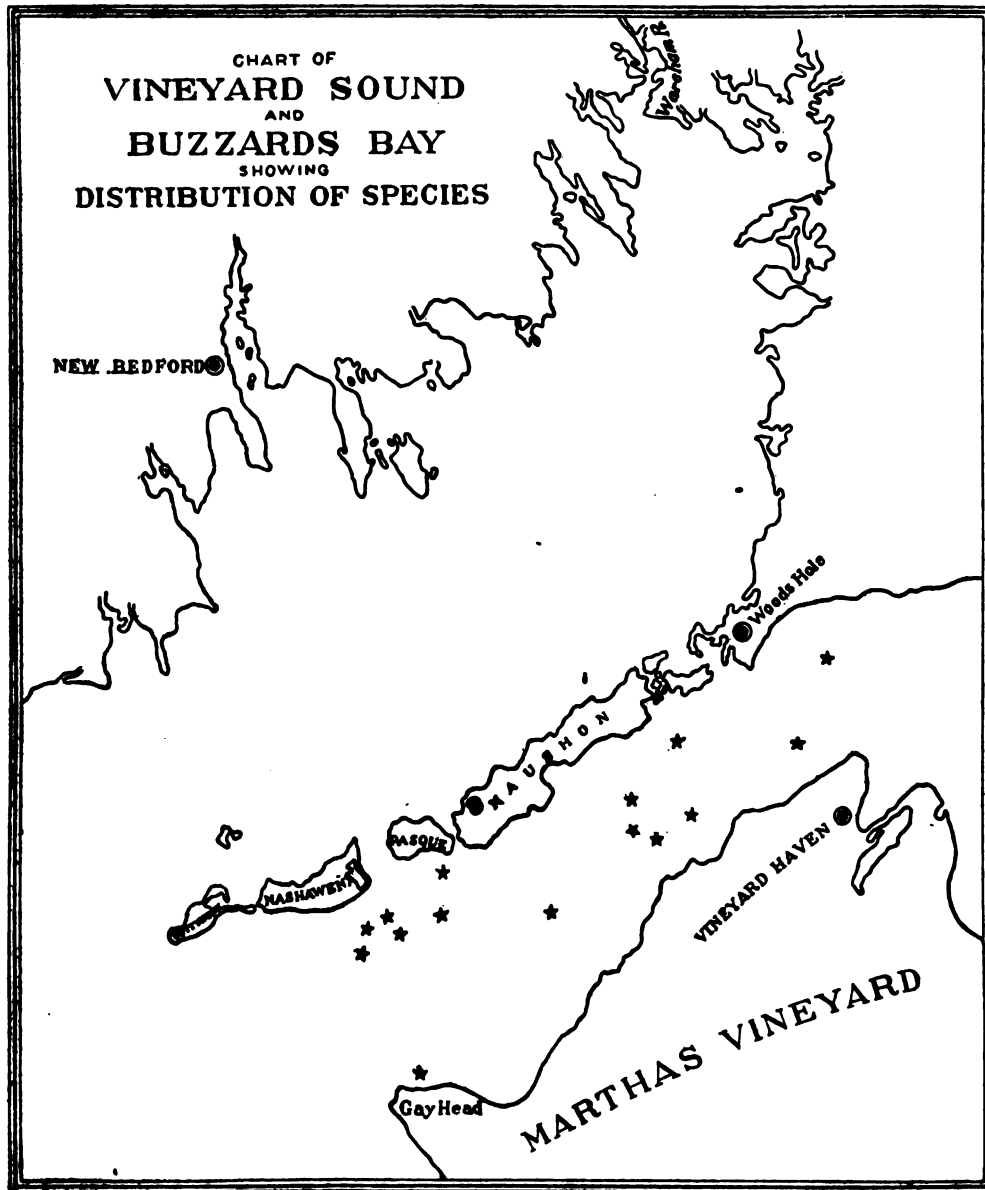 CHART OF
VINEYARD SOUND
AND
BUZZARDS BAY
SHOWING
DISTRIBUTION OF SPECIES
Wareham R.
NEW BEDFORD
Woods Hole
NAUSHON
PASQUE
NASHAWENA
VINEYARD HAVEN
MARTHAS VINEYARD
Gay Head